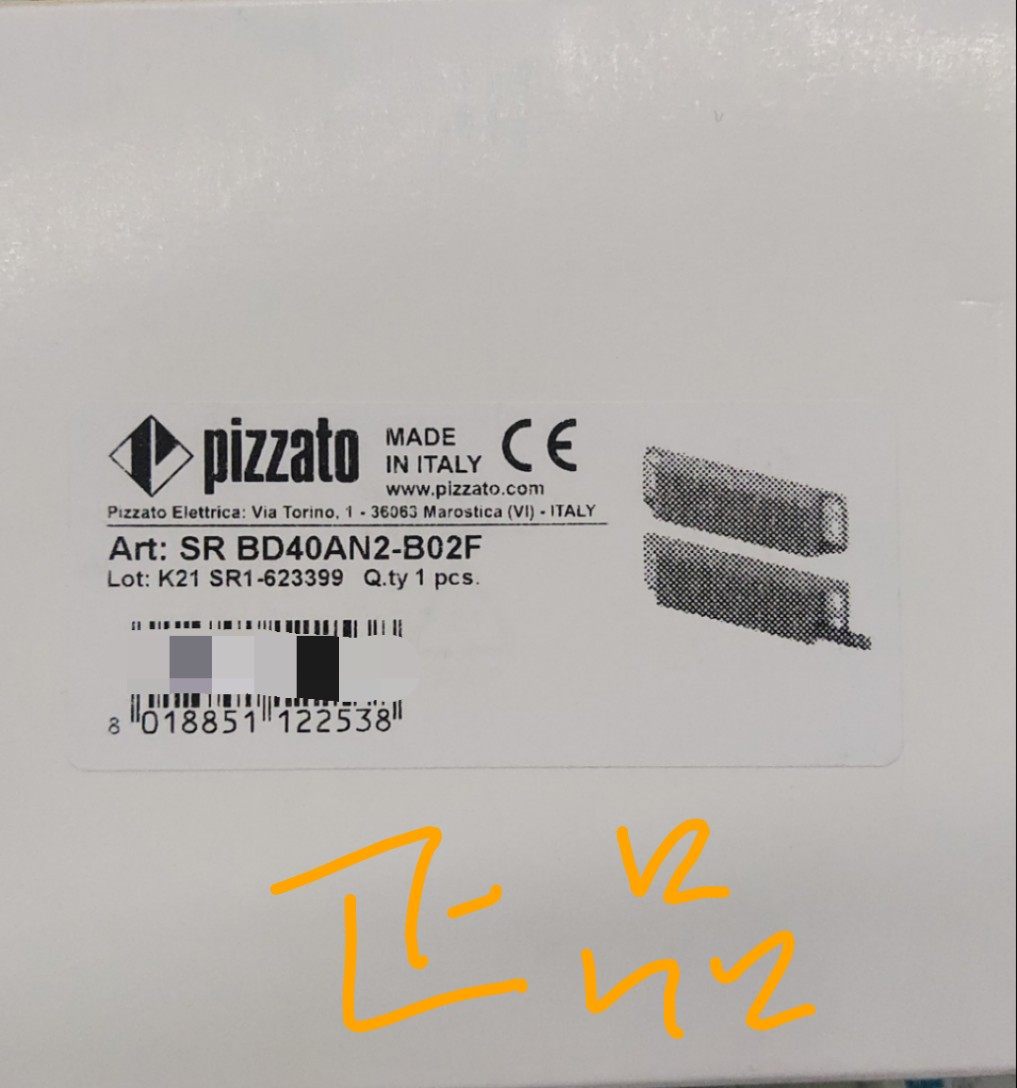 pizzato
MADE
IN ITALY
CE
www.pizzato.com
Pizzato Elettrica: Via Torino, 1 - 36063 Marostica (VI) - ITALY
Art: SR BD40AN2-B02F
Lot: K21 SR1-623399 Q.ty 1 pcs.
8 018851 122538
正品